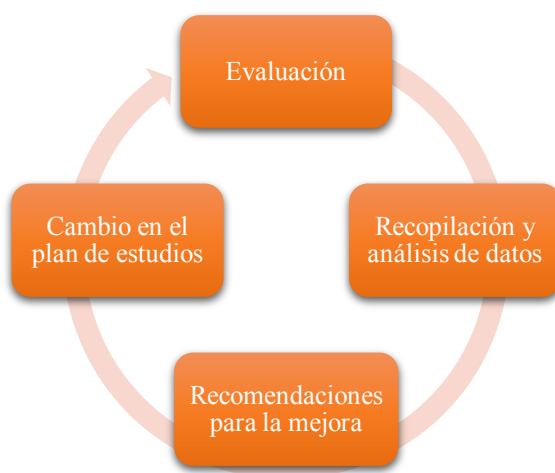 Evaluación
Recopilación y
análisis de datos
Recomendaciones
para la mejora
Cambio en el
plan de estudios